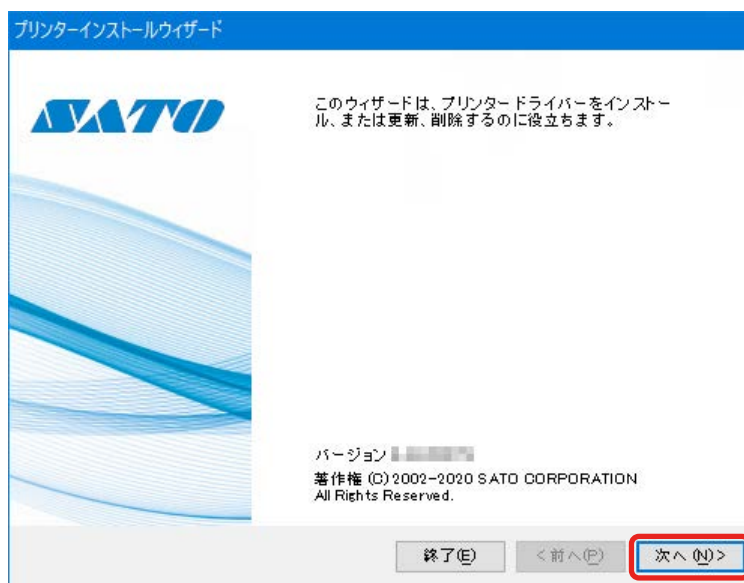 プリンターインストールウィザード
SATO
このウィザードは、プリンター ドライバーをインストー
ル、または更新、削除するのに役立ちます。
バージョン
著作権 (C)2002-2020 SATO CORPORATION
All Rights Reserved.
終了(E)
<前へ(P)
次へ(N)>